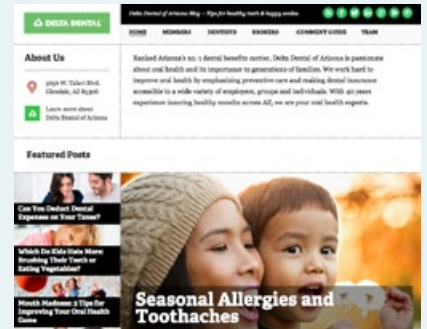 DELTA DENTAL
Delta Dental of Arizona Blog – Tips for healthy teeth & happy smiles
HOME MEMBERS DENTISTS BROKERS COMMENT GUIDE TEAM
About Us
5656 W. Talavi Blvd.
Glendale, AZ 85306
Learn more about
Delta Dental of Arizona
Ranked Arizona's no. 1 dental benefits carrier, Delta Dental of Arizona is passionate
about oral health and its importance to generations of families. We work hard to
improve oral health by emphasizing preventive care and making dental insurance
accessible to a wide variety of employers, groups and individuals. With 40 years
experience insuring healthy mouths across AZ, we are your oral health experts.
Featured Posts
Can You Deduct Dental
Expenses on Your Taxes?
Which Do Kids Hate More:
Brushing Their Teeth or
Eating Vegetables?
Mouth Madness: 3 Tips for
Improving Your Oral Health
Game
Seasonal Allergies and
Toothaches